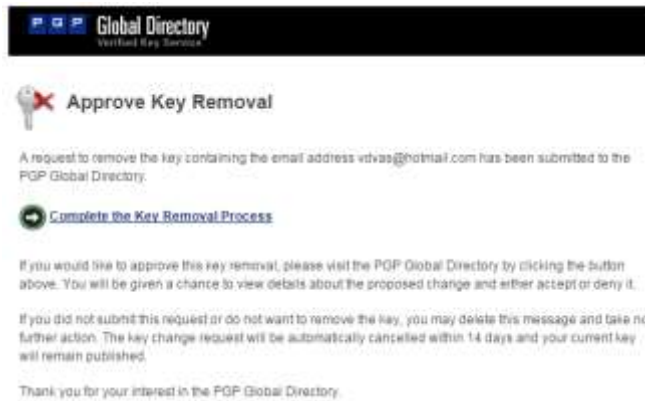 PGP Global Directory
Verified Key Service
Approve Key Removal
A request to remove the key containing the email address vdvas@hotmail.com has been submitted to the
PGP Global Directory.
Complete the Key Removal Process
If you would like to approve this key removal, please visit the PGP Global Directory by clicking the button
above. You will be given a chance to view details about the proposed change and either accept or deny it.
If you did not submit this request or do not want to remove the key, you may delete this message and take no
further action. The key change request will be automatically cancelled within 14 days and your current key
will remain published.
Thank you for your interest in the PGP Global Directory.